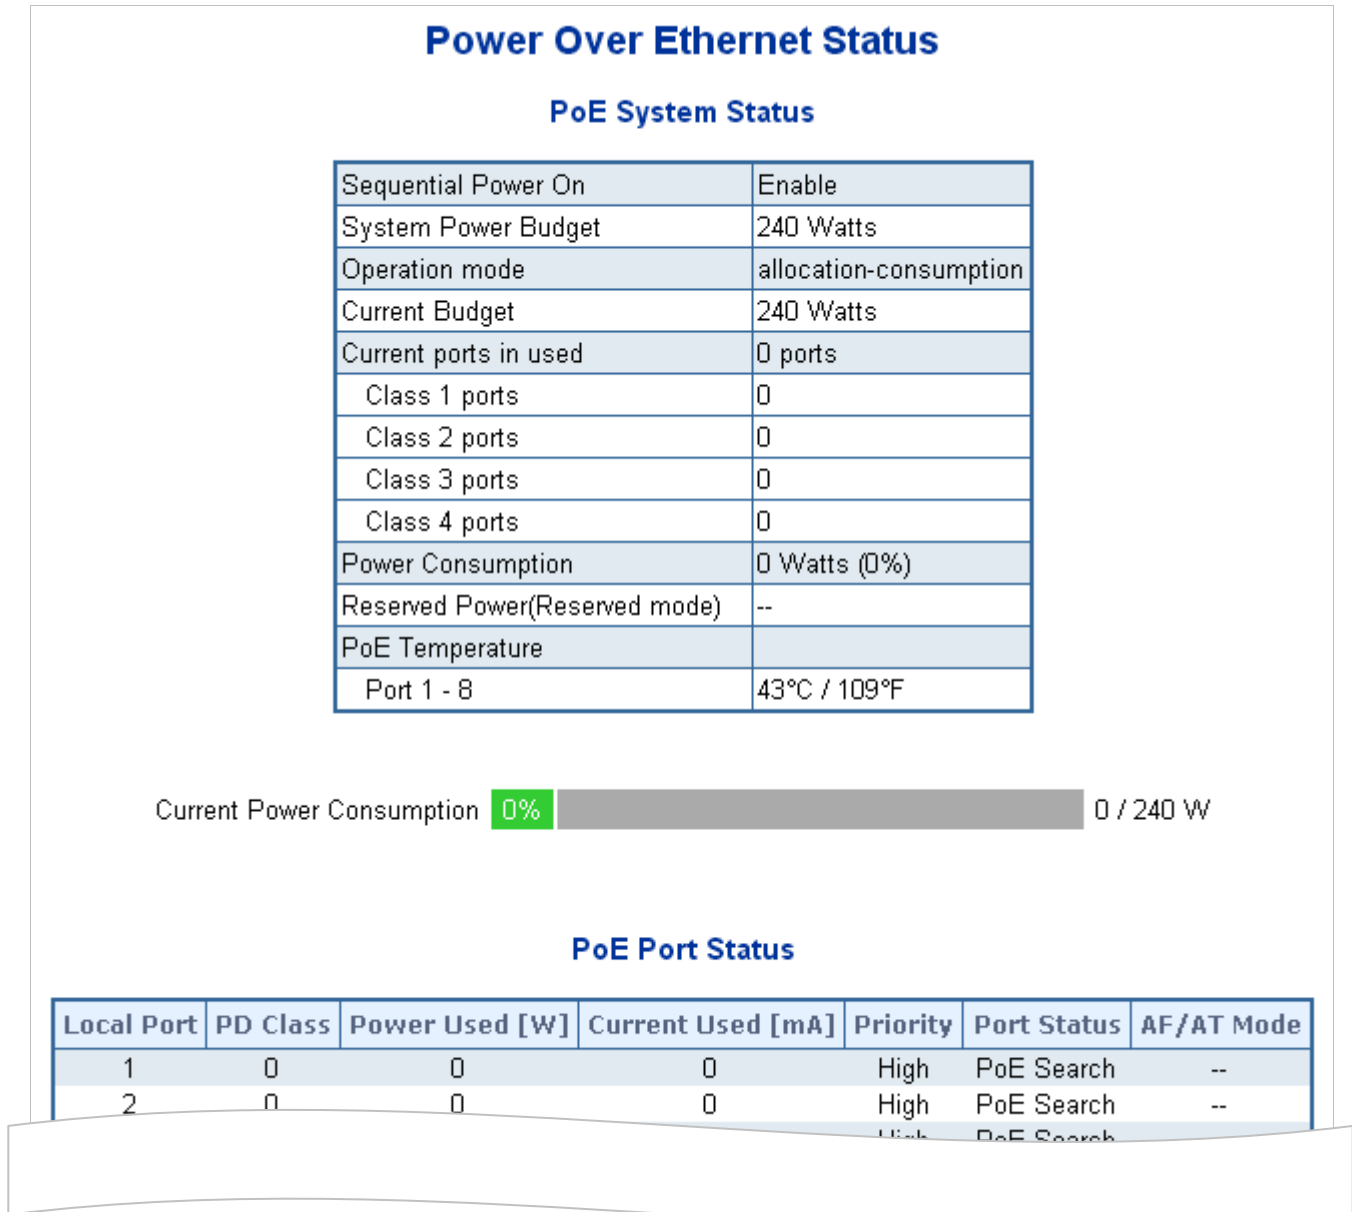 Power Over Ethernet Status
PoE System Status
Sequential Power On Enable
System Power Budget 240 Watts
Operation mode allocation-consumption
Current Budget 240 Watts
Current ports in used 0 ports
Class 1 ports 0
Class 2 ports 0
Class 3 ports 0
Class 4 ports 0
Power Consumption 0 Watts (0%)
Reserved Power(Reserved mode) --
PoE Temperature
Port 1 - 8 43°C / 109°F
Current Power Consumption 0% 0 / 240 W
PoE Port Status
Local Port PD Class Power Used [W] Current Used [mA] Priority Port Status AF/AT Mode
1 0 0 0 High PoE Search --
2 0 0 0 High PoE Search --
High PoE Search